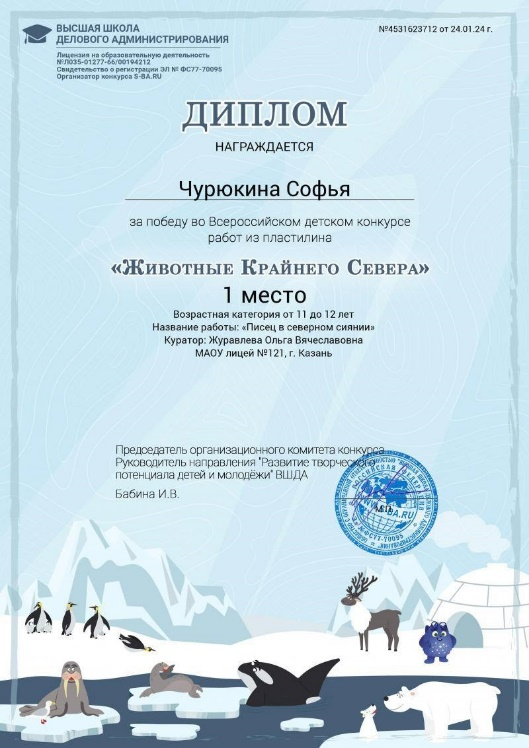 ВЫСШАЯ ШКОЛА
ДЕЛОВОГО АДМИНИСТРИРОВАНИЯ
Лицензия на образовательную деятельность
№Л035-01277-66/00194212
Свидетельство о регистрации ЭЛ № ФС77-70095
Организатор конкурса S-BA.RU
№4531623712 от 24.01.24 г.
ДИПЛОМ
НАГРАЖДАЕТСЯ
Чурюкина Софья
за победу во Всероссийском детском конкурсе
работ из пластилина
«Животные Крайнего Севера»
1 место
Возрастная категория от 11 до 12 лет
Название работы: «Писец в северном сиянии»
Куратор: Журавлева Ольга Вячеславовна
МАОУ лицей №121, г. Казань
Председатель организационного комитета конкурса
Руководитель направления "Развитие творческого
потенциала детей и молодёжи" ВШДА
Бабина И.В.